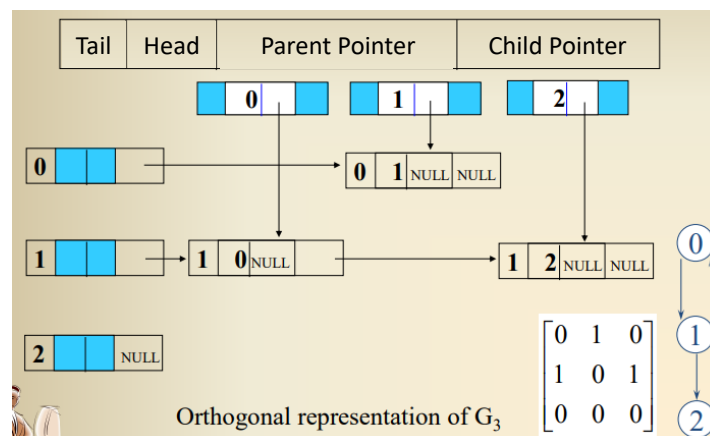 Tail Head Parent Pointer Child Pointer
0 1 2
0 0 1 NULL NULL
1 1 0 NULL 1 2 NULL NULL
2 NULL
0
1
2
0 1 0
1 0 1
0 0 0
Orthogonal representation of G3